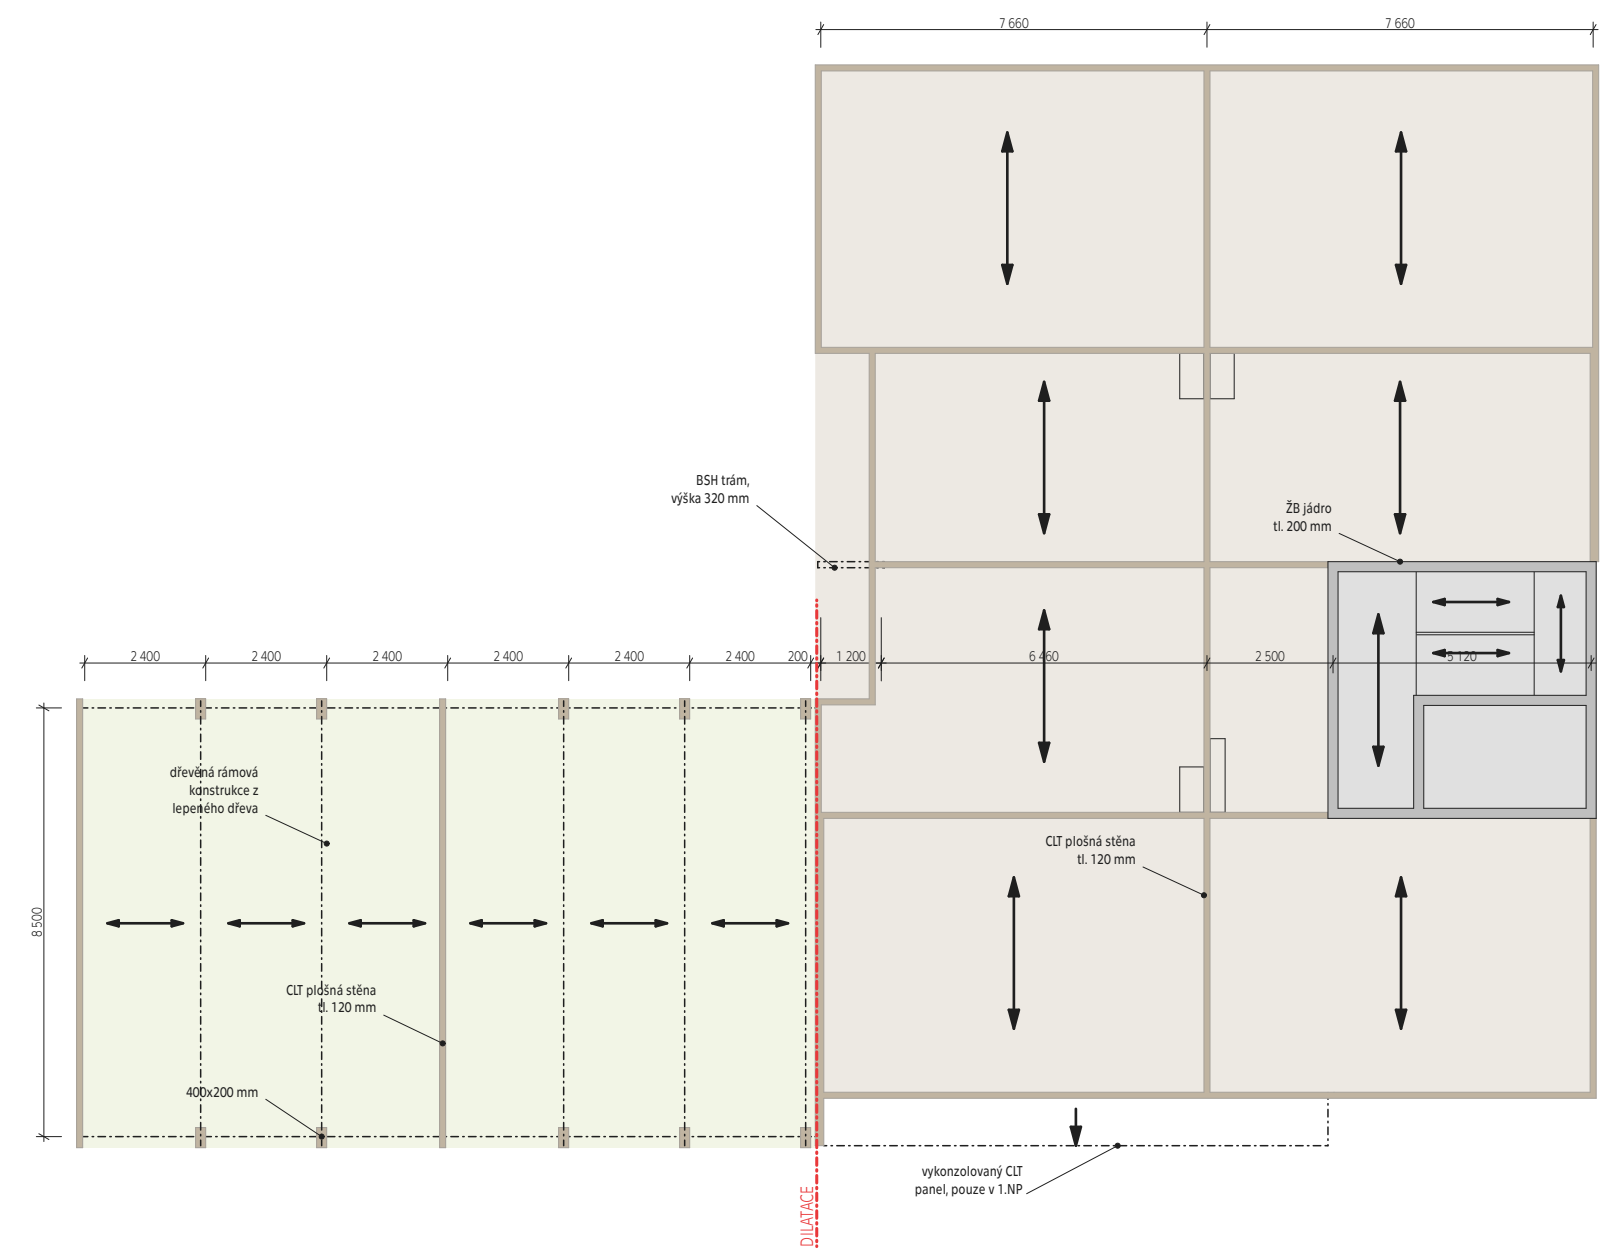 7 660
7 660
BSH trám,
výška 320 mm
ŽB jádro
tl. 200 mm
2 400
2 400
2 400
2 400
2 400
2 400
200
1 200
6 460
2 500
5 120
dřevěná rámová
konstrukce z
lepeného dřeva
CLT plošná stěna
tl. 120 mm
8 500
CLT plošná stěna
tl. 120 mm
400x200 mm
vykonzolovaný CLT
panel, pouze v 1.NP
DILATACE